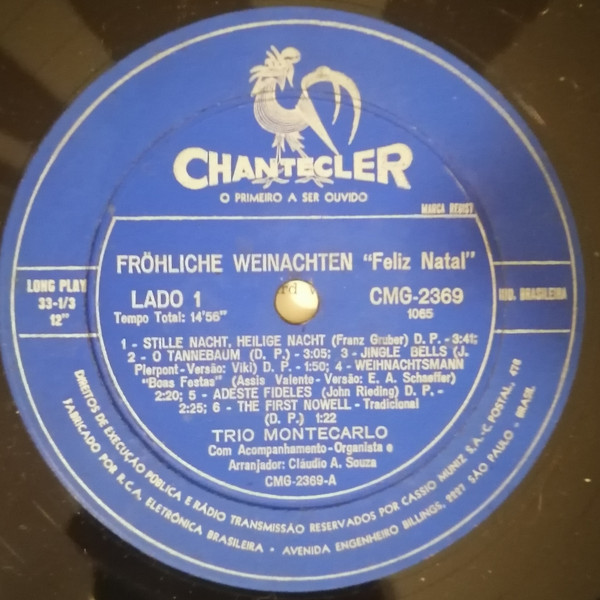 CHANTECLER
O PRIMEIRO A SER OUVIDO
MARCA REGIST
FRÖHLICHE WEINACHTEN "Feliz Natal"
LONG PLAY
33-1/3
12"
LADO 1
Tempo Total: 14'56"
CMG-2369
1065
IND. BRASILEIRA
1 - STILLE NACHT, HEILIGE NACHT (Franz Gruber) D. P. - 3:41;
2 - O TANNEBAUM (D. P.) - 3:05; 3 - JINGLE BELLS (J.
Pierpont-Versão: Viki) D. P. - 1:50; 4 - WEIHNACHTSMANN
"Boas Festas" (Assis Valente - Versão: E. A. Schaeffer)
2:20; 5 - ADESTE FIDELES (John Rieding) D. P. -
2:25; 6 - THE FIRST NOWELL - Tradicional
(D. P.) 1:22
TRIO MONTECARLO
Com Acompanhamento - Organista e
Arranjador: Cláudio A. Souza
CMG-2369-A
DIREITOS DE EXECUÇÃO PÚBLICA E RÁDIO TRANSMISSÃO RESERVADOS POR CÁSSIO MUNIZ S.A. - C. POSTAL, 478
FABRICADO POR R.C.A. ELETRÔNICA BRASILEIRA - AVENIDA ENGENHEIRO BILLINGS, 2227 SÃO PAULO - BRASIL